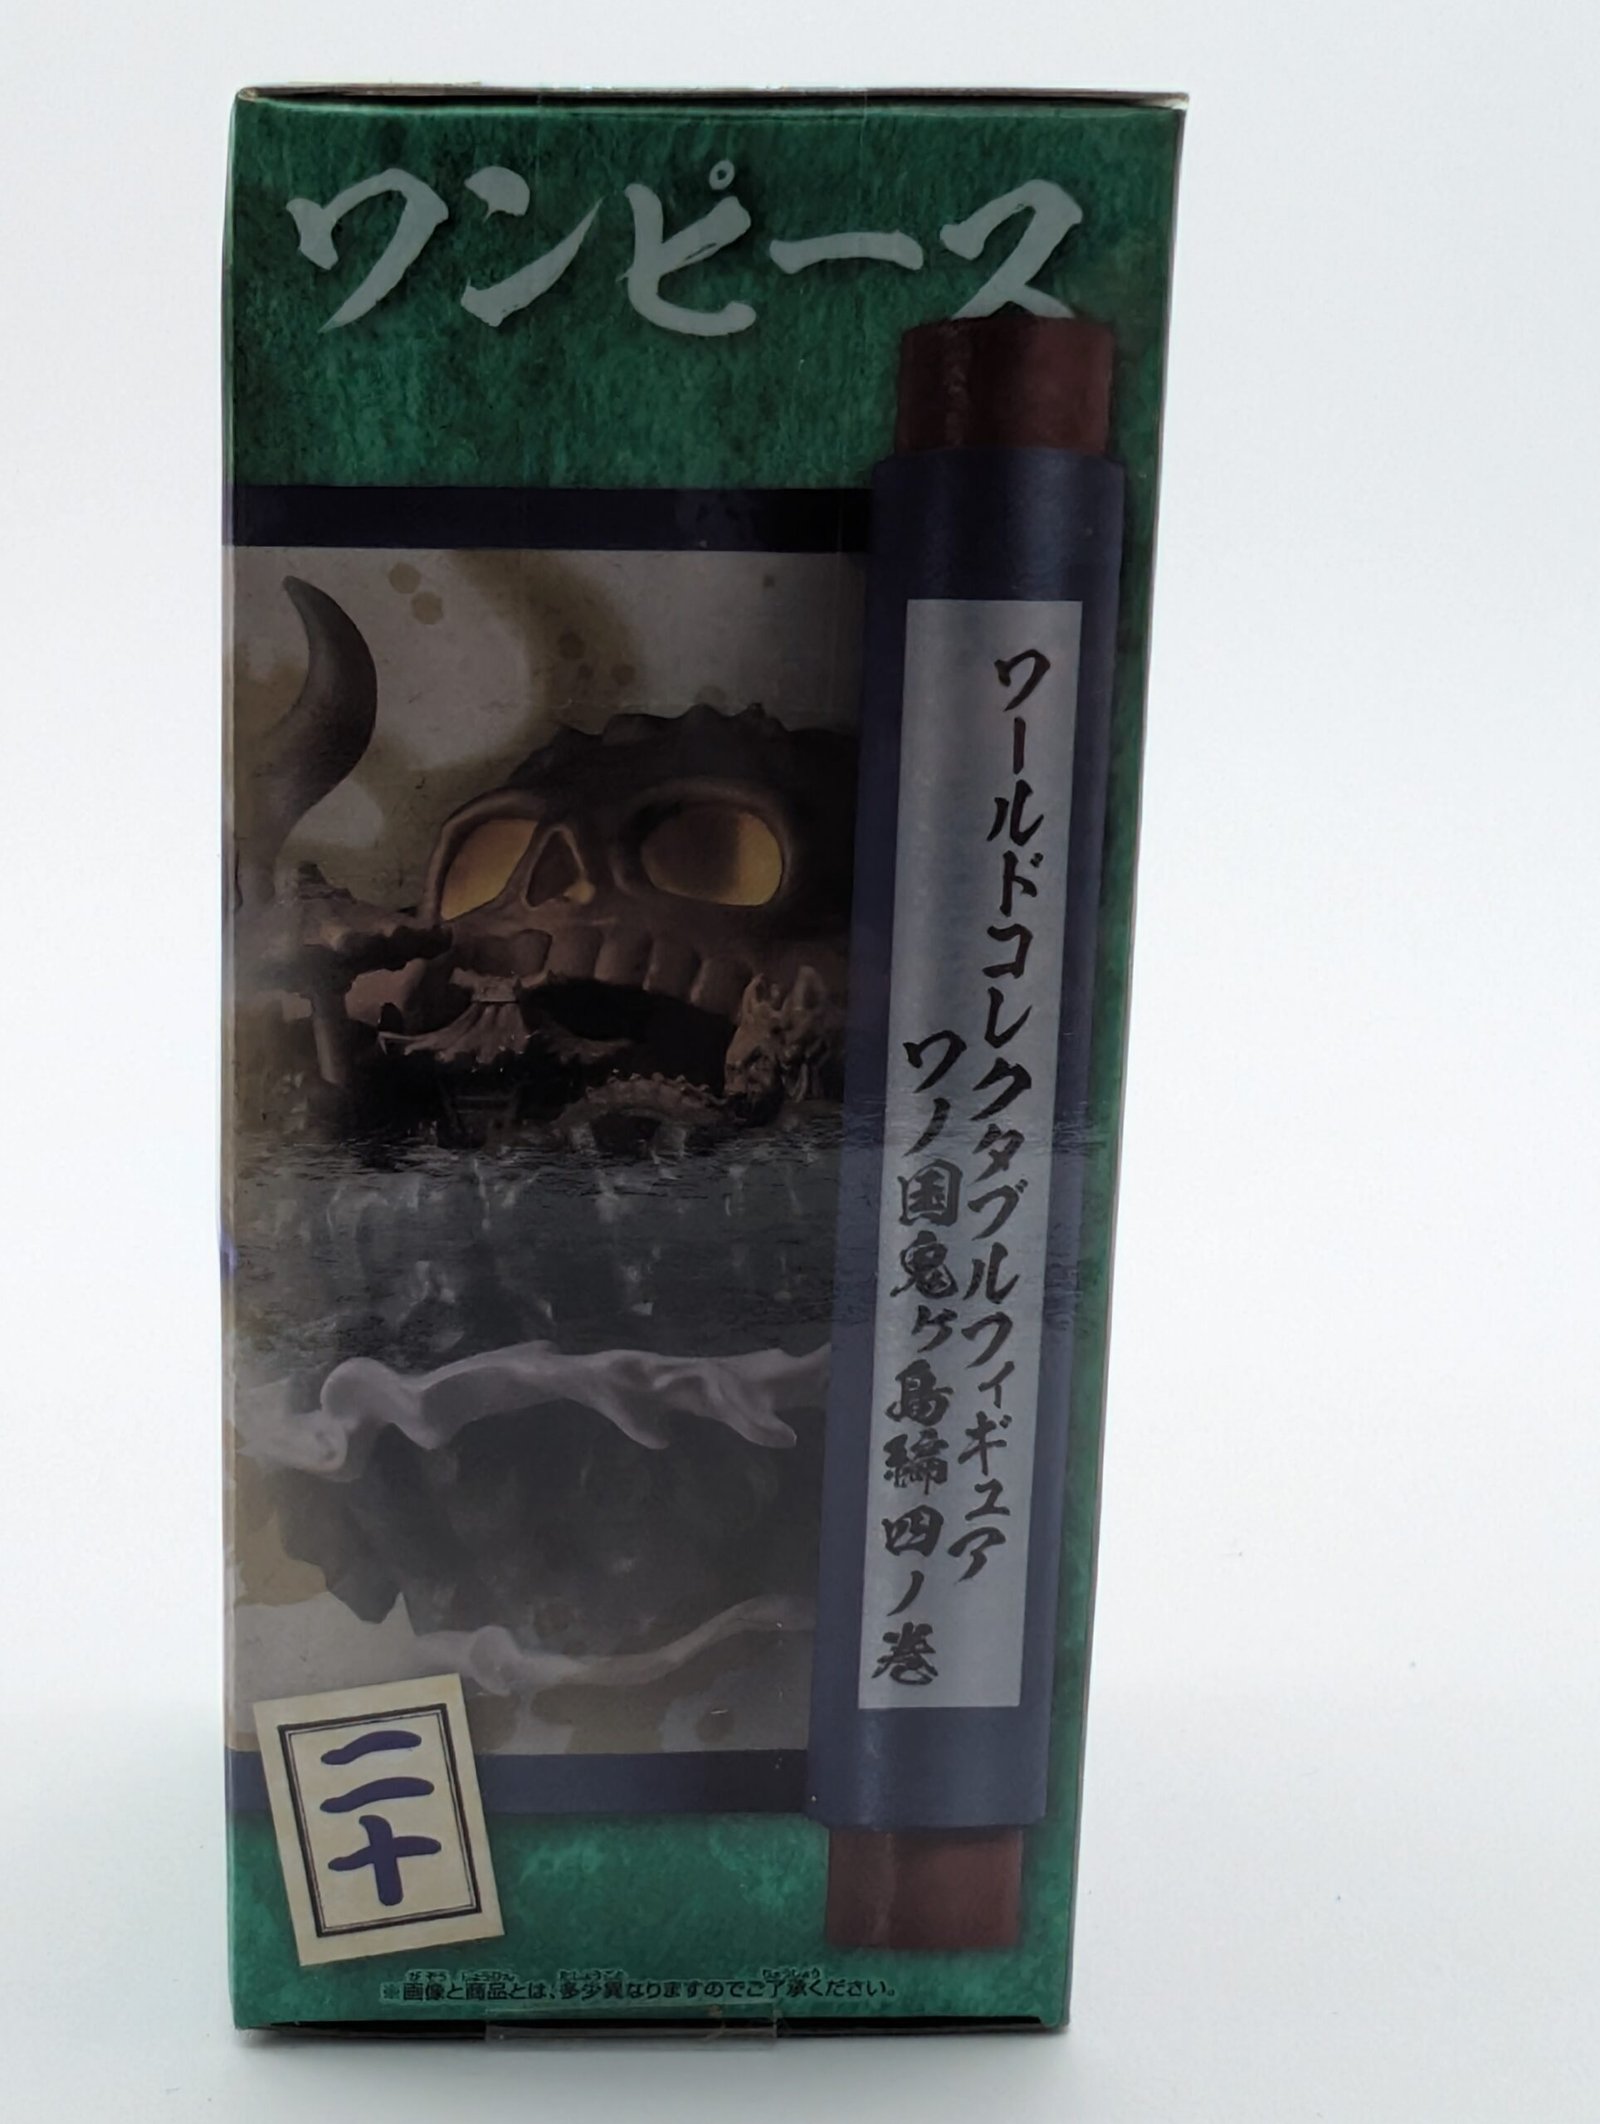 ワンピース
ワールドコレクタブルフィギュア
ワノ国鬼ヶ島編四ノ巻
二十
※画像と商品とは、多少異なりますのでご了承ください。